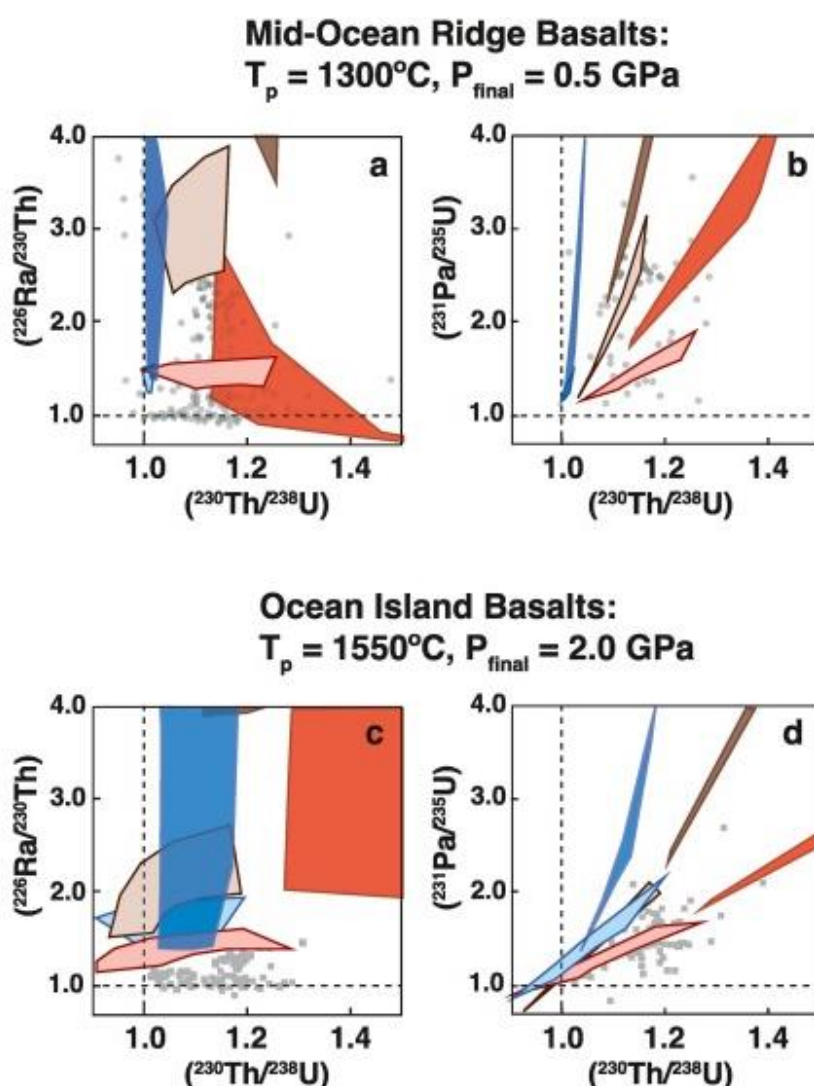 Mid-Ocean Ridge Basalts:
Tp = 1300ºC, Pfinal = 0.5 GPa
4.0
3.0
2.0
1.0
(226Ra/230Th)
a
1.0 1.2 1.4
(230Th/238U)
4.0
3.0
2.0
1.0
(231Pa/235U)
b
1.0 1.2 1.4
(230Th/238U)
Ocean Island Basalts:
Tp = 1550ºC, Pfinal = 2.0 GPa
4.0
3.0
2.0
1.0
(226Ra/230Th)
c
1.0 1.2 1.4
(230Th/238U)
4.0
3.0
2.0
1.0
(231Pa/235U)
d
1.0 1.2 1.4
(230Th/238U)